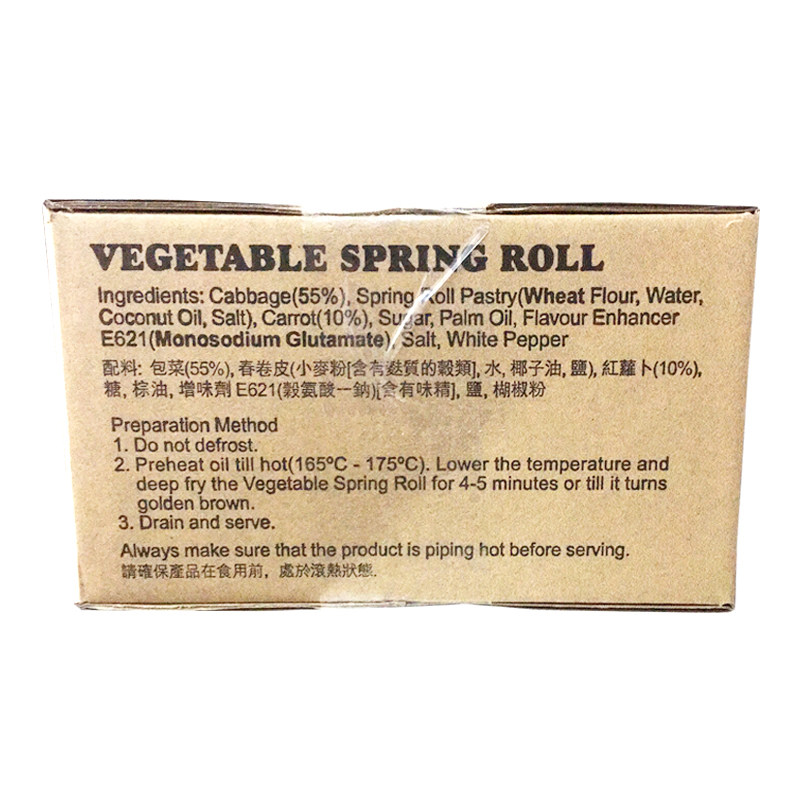 VEGETABLE SPRING ROLL
Ingredients: Cabbage(55%), Spring Roll Pastry(Wheat Flour, Water,
Coconut Oil, Salt), Carrot(10%), Sugar, Palm Oil, Flavour Enhancer
E621(Monosodium Glutamate), Salt, White Pepper
配料: 包菜(55%), 春卷皮(小麥粉[含有麩質的穀類], 水, 椰子油, 鹽), 紅蘿卜(10%),
糖, 棕油, 增味劑 E621(穀氨酸一鈉)[含有味精], 鹽, 楜椒粉
Preparation Method
1. Do not defrost.
2. Preheat oil till hot(165ºC - 175ºC). Lower the temperature and
deep fry the Vegetable Spring Roll for 4-5 minutes or till it turns
golden brown.
3. Drain and serve.
Always make sure that the product is piping hot before serving.
請確保產品在食用前，處於滾熱狀態.